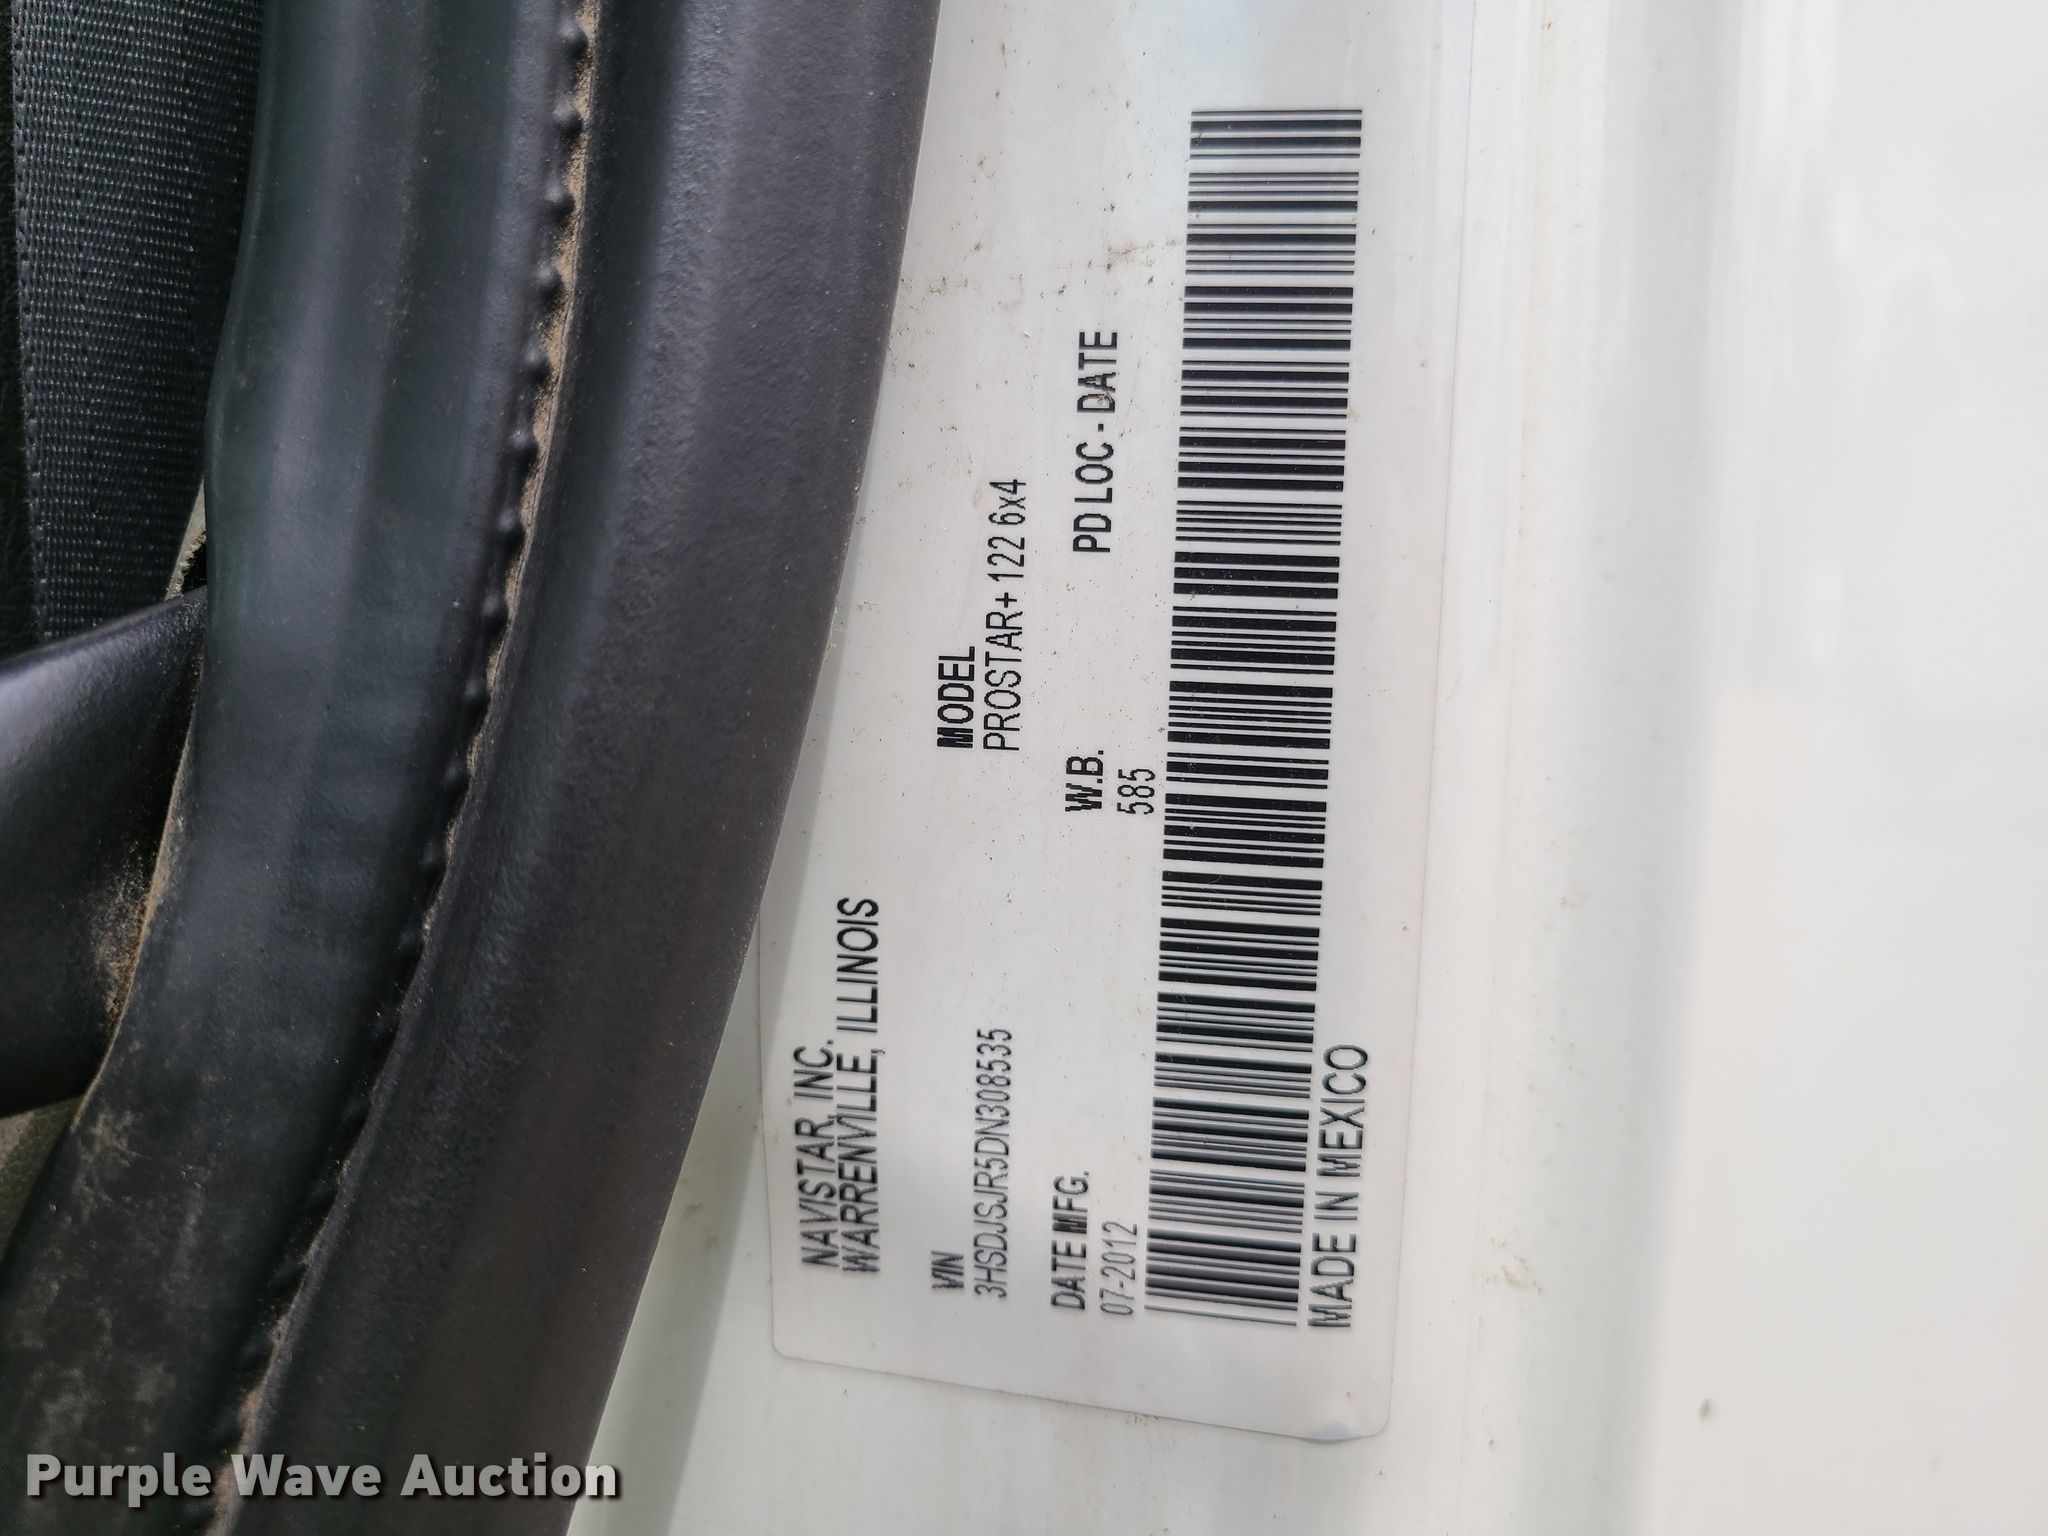 NAVISTAR, INC.
WARRENVILLE, ILLINOIS
VIN
3HSDJSJR5DN308535
MODEL
PROSTAR+ 122 6x4
DATE MFG.
07-2012
W.B.
585
PD LOC - DATE
MADE IN MEXICO
Purple Wave Auction